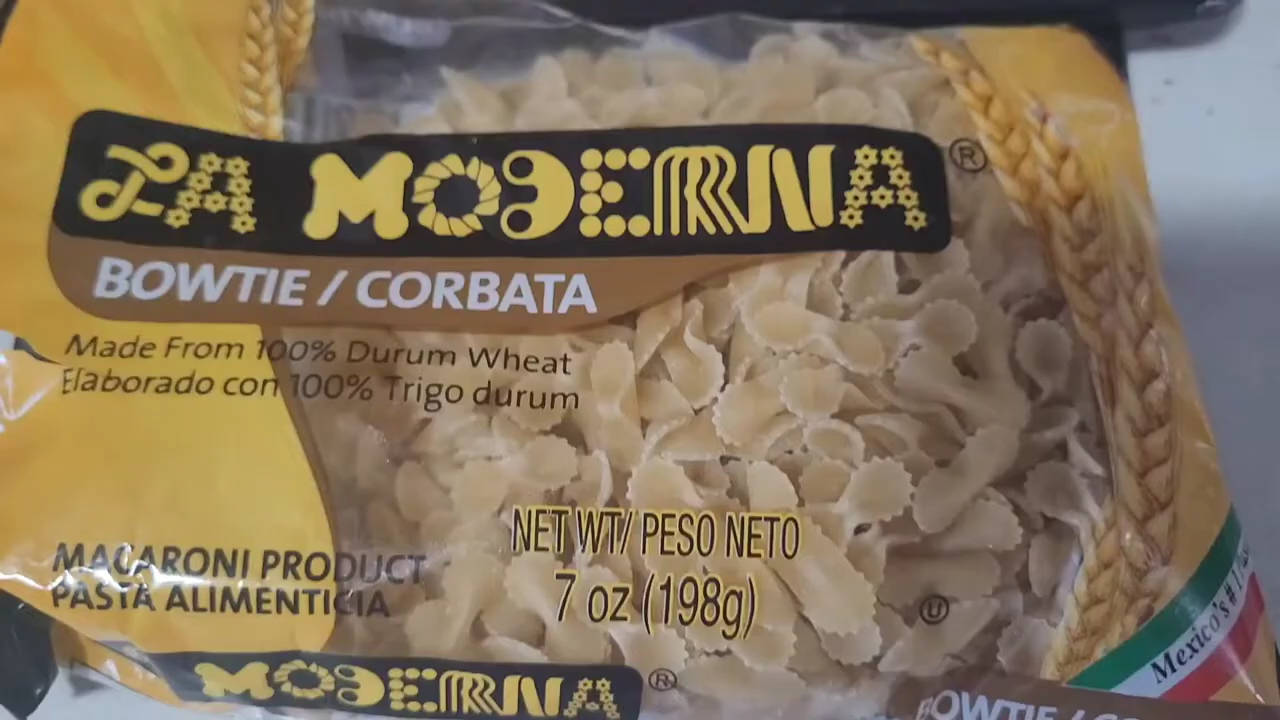 LA MODERNA ®
BOWTIE / CORBATA
Made From 100% Durum Wheat
Elaborado con 100% Trigo durum
NET WT/ PESO NETO
7 oz (198g)
MACARONI PRODUCT
PASTA ALIMENTICIA
U
Mexico's #1
MODERNA ®
BOWTIE /